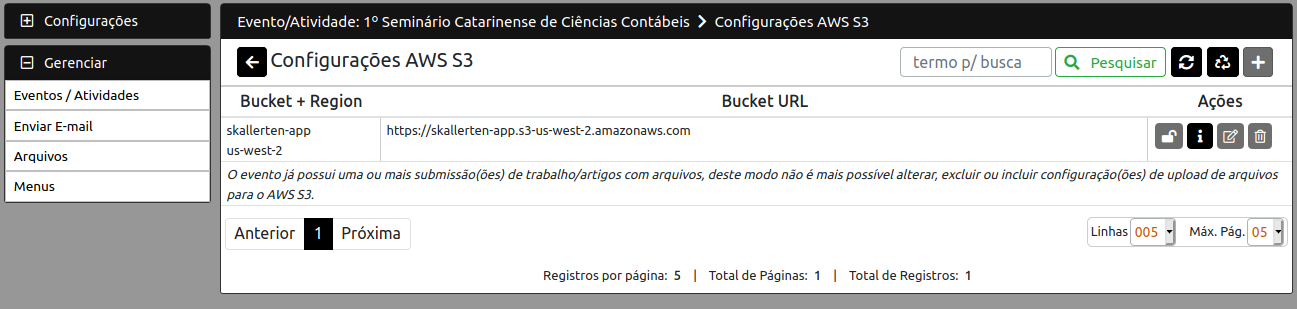 Configurações
Gerenciar
Eventos / Atividades
Enviar E-mail
Arquivos
Menus
Evento/Atividade: 1º Seminário Catarinense de Ciências Contábeis > Configurações AWS S3
Configurações AWS S3
termo p/ busca
Pesquisar
Bucket + Region Bucket URL Ações
skallerten-app https://skallerten-app.s3-us-west-2.amazonaws.com
us-west-2
O evento já possui uma ou mais submissão(ões) de trabalho/artigos com arquivos, deste modo não é mais possível alterar, excluir ou incluir configuração(ões) de upload de arquivos
para o AWS S3.
Anterior 1 Próxima
Linhas 005 Máx. Pág. 05
Registros por página: 5 | Total de Páginas: 1 | Total de Registros: 1